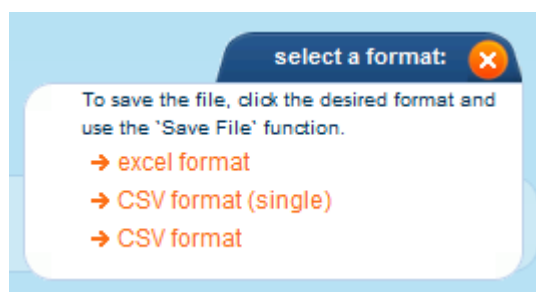 select a format:
To save the file, click the desired format and
use the `Save File` function.
excel format
CSV format (single)
CSV format